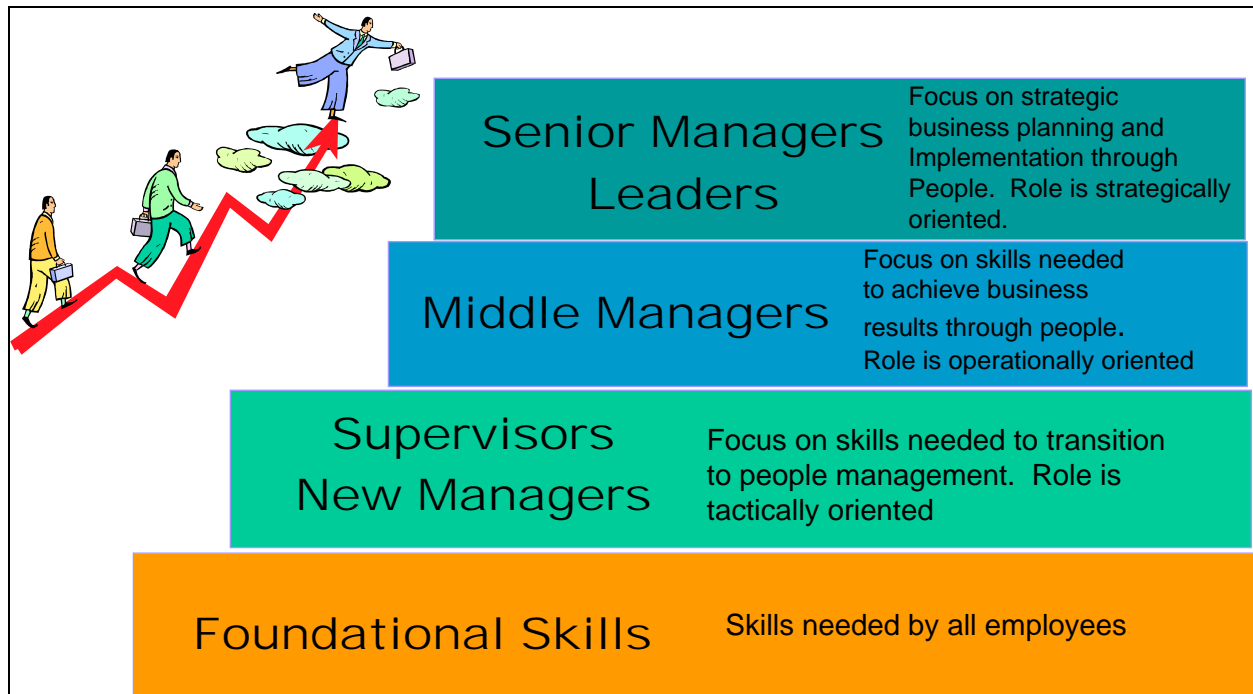 Senior Managers
Leaders
Focus on strategic
business planning and
Implementation through
People.  Role is strategically
oriented.
Middle Managers
Focus on skills needed
to achieve business
results through people.
Role is operationally oriented
Supervisors
New Managers
Focus on skills needed to transition
to people management.  Role is
tactically oriented
Foundational Skills
Skills needed by all employees